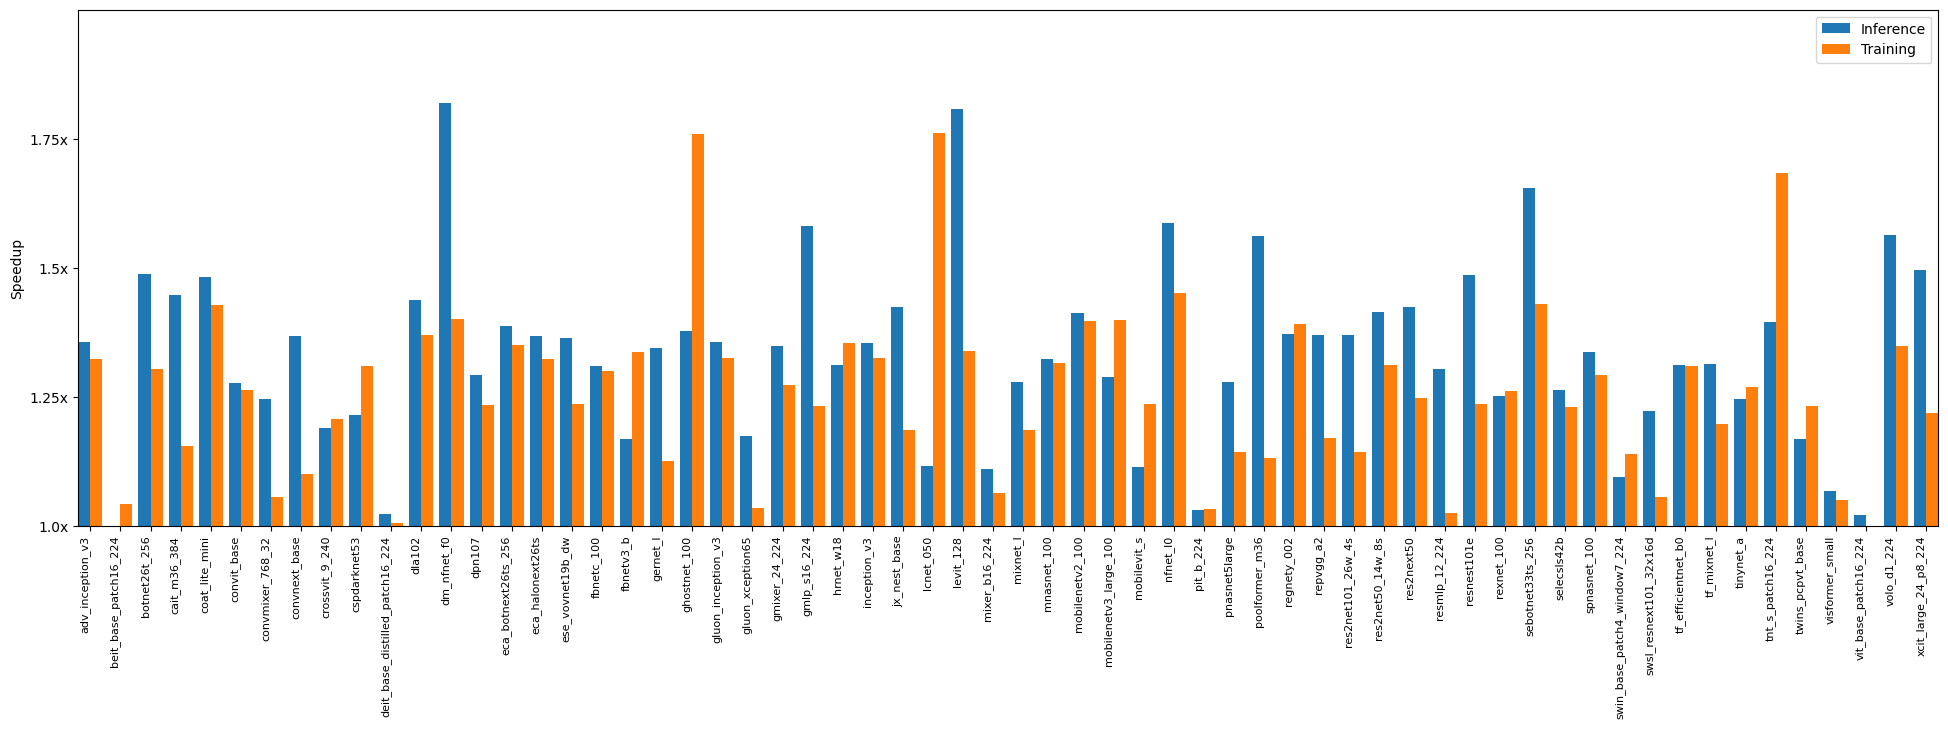 Inference
Training
1.75x
1.5x
1.25x
1.0x
Speedup
adv_inception_v3
beit_base_patch16_224
botnet26t_256
cait_m36_384
coat_lite_mini
convit_base
convmixer_768_32
convnext_base
crossvit_9_240
cspdarknet53
deit_base_distilled_patch16_224
dla102
dm_nfnet_f0
dpn107
eca_botnext26ts_256
eca_halonext26ts
ese_vovnet19b_dw
fbnetc_100
fbnetv3_b
gernet_l
ghostnet_100
gluon_inception_v3
gluon_xception65
gmixer_24_224
gmlp_s16_224
hrnet_w18
inception_v3
jx_nest_base
lcnet_050
levit_128
mixer_b16_224
mixnet_l
mnasnet_100
mobilenetv2_100
mobilenetv3_large_100
mobilevit_s
nfnet_l0
pit_b_224
pnasnet5large
poolformer_m36
regnety_002
repvgg_a2
res2net101_26w_4s
res2net50_14w_8s
res2next50
resmlp_12_224
resnest101e
rexnet_100
sebotnet33ts_256
selecsls42b
spnasnet_100
swin_base_patch4_window7_224
swsl_resnext101_32x16d
tf_efficientnet_b0
tf_mixnet_l
tinynet_a
tnt_s_patch16_224
twins_pcpvt_base
visformer_small
vit_base_patch16_224
volo_d1_224
xcit_large_24_p8_224